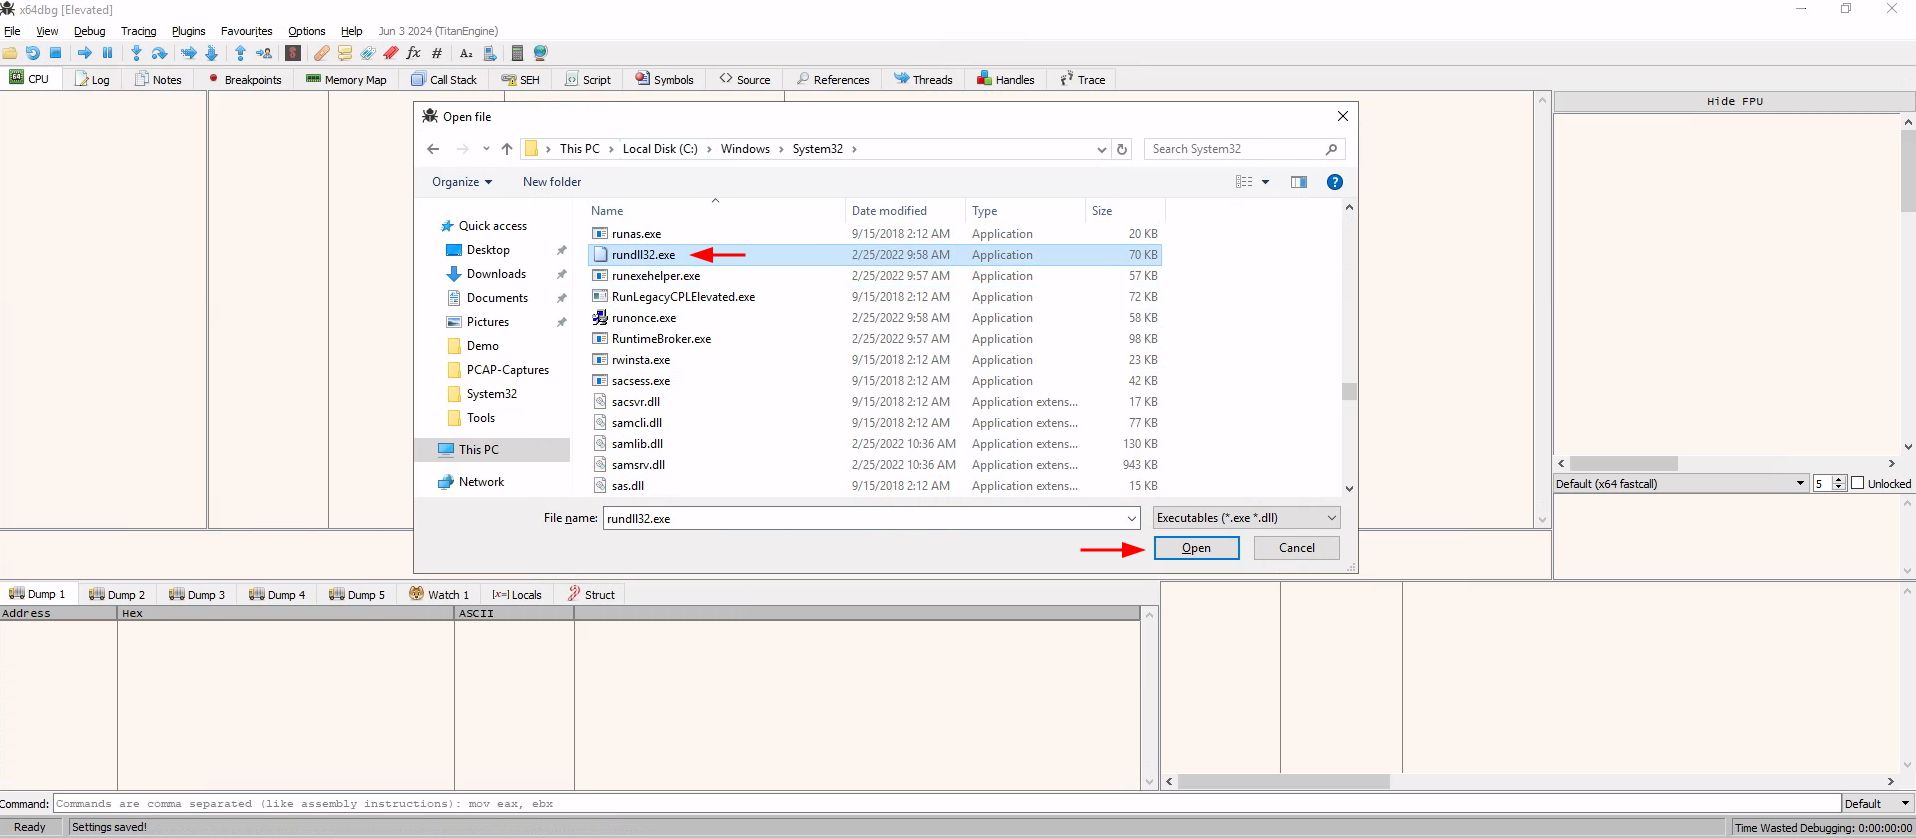 x64dbg [Elevated]
File View Debug Tracing Plugins Favourites Options Help Jun 3 2024 (TitanEngine)
CPU Log Notes Breakpoints Memory Map Call Stack SEH Script Symbols Source References Threads Handles Trace
Hide FPU
Open file
This PC > Local Disk (C:) > Windows > System32 >
Search System32
Organize New folder
Name Date modified Type Size
Quick access
Desktop
Downloads
Documents
Pictures
Demo
PCAP-Captures
System32
Tools
This PC
Network
runas.exe 9/15/2018 2:12 AM Application 20 KB
rundll32.exe 2/25/2022 9:58 AM Application 70 KB
runexehelper.exe 2/25/2022 9:57 AM Application 57 KB
RunLegacyCPLElevated.exe 9/15/2018 2:12 AM Application 72 KB
runonce.exe 2/25/2022 9:58 AM Application 58 KB
RuntimeBroker.exe 2/25/2022 9:57 AM Application 98 KB
rwinsta.exe 9/15/2018 2:12 AM Application 23 KB
sacsess.exe 9/15/2018 2:12 AM Application 42 KB
sacsvr.dll 9/15/2018 2:12 AM Application extens... 17 KB
samcli.dll 9/15/2018 2:12 AM Application extens... 77 KB
samlib.dll 2/25/2022 10:36 AM Application extens... 130 KB
samsrv.dll 2/25/2022 10:36 AM Application extens... 943 KB
sas.dll 9/15/2018 2:12 AM Application extens... 15 KB
File name: rundll32.exe Executables (*.exe *.dll)
Open Cancel
Default (x64 fastcall) 5 Unlocked
Dump 1 Dump 2 Dump 3 Dump 4 Dump 5 Watch 1 [x=] Locals Struct
Address Hex ASCII
Command: Commands are comma separated (like assembly instructions): mov eax, ebx Default
Ready Settings saved! Time Wasted Debugging: 0:00:00:00